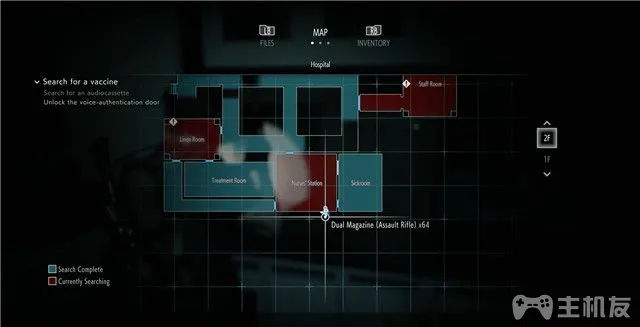 LB
RB
FILES
MAP
INVENTORY
Hospital
Search for a vaccine
Search for an audiocassette
Unlock the voice-authentication door
Staff Room
Linen Room
Treatment Room
Nurses' Station
Sickroom
2F
1F
Dual Magazine (Assault Rifle) x64
Search Complete
Currently Searching
主机友